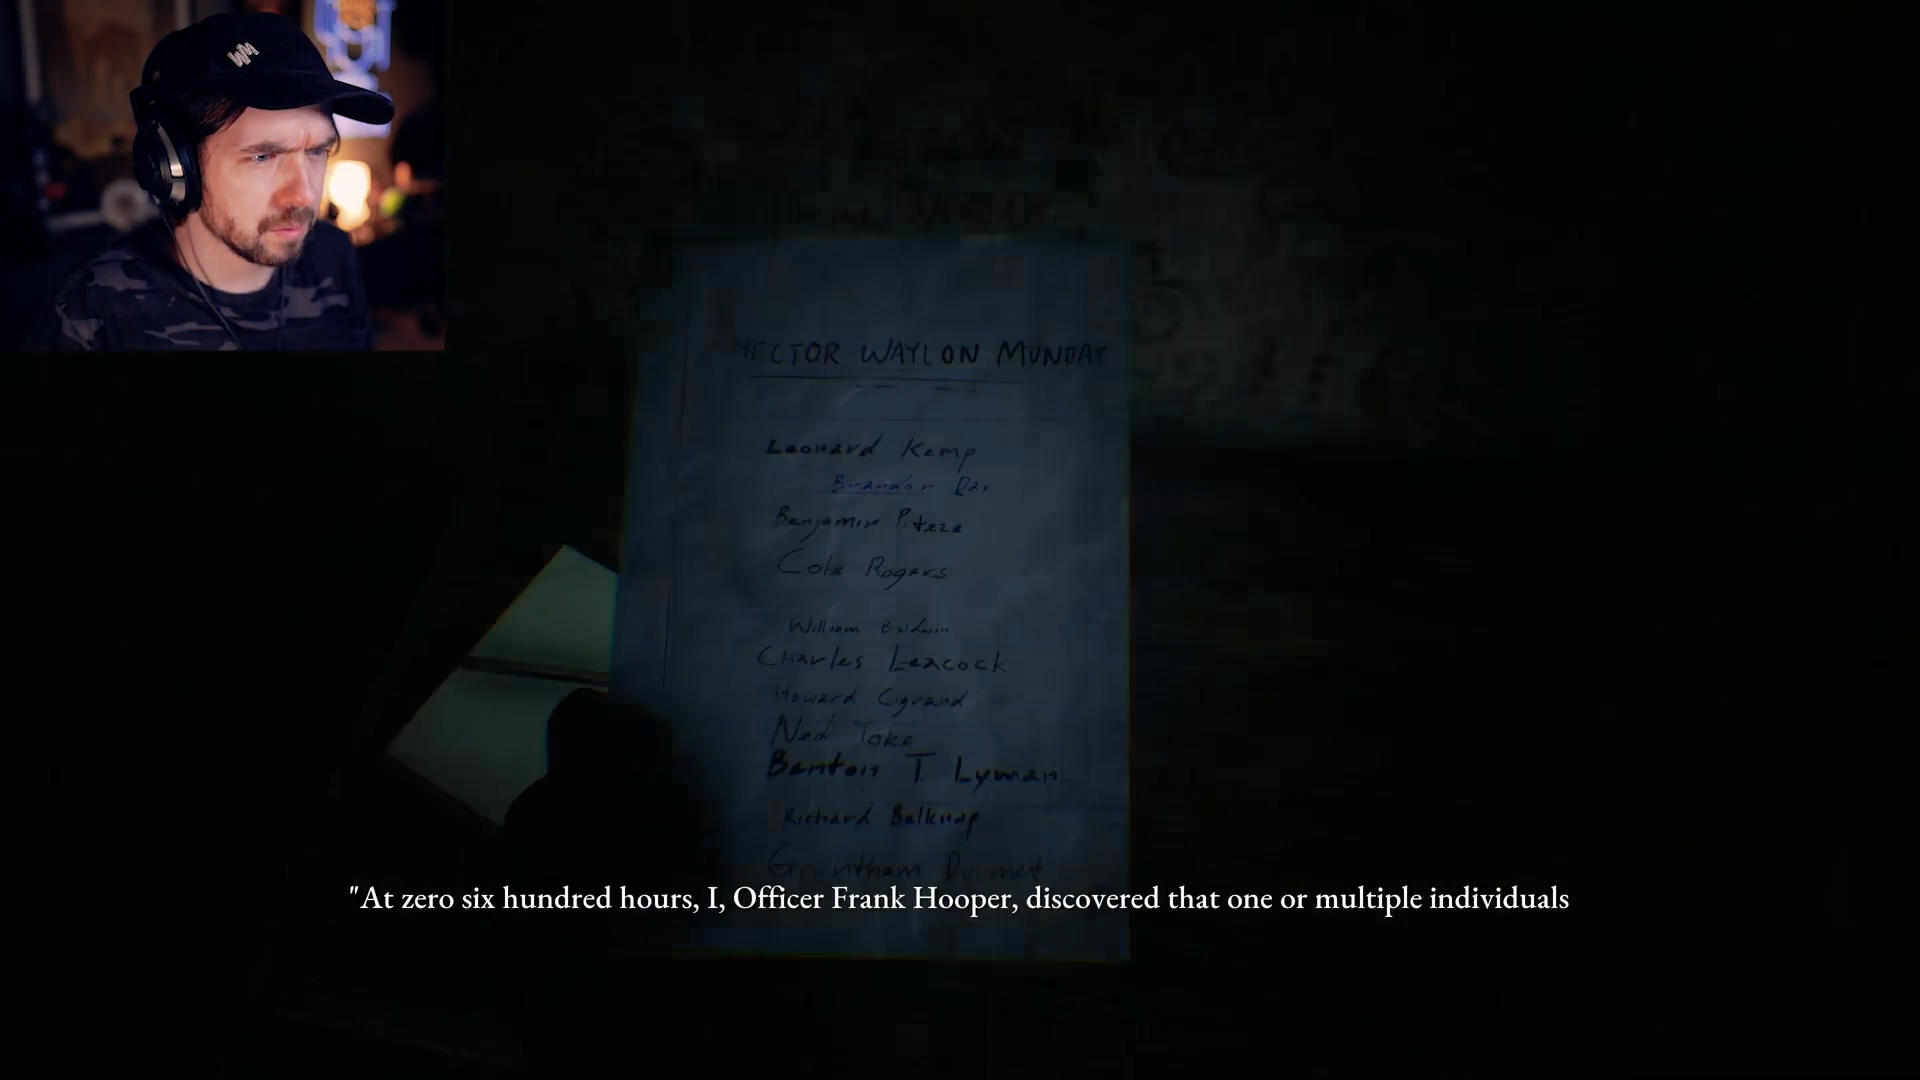 HECTOR WAYLON MUNDAY
Leonard Kemp
Brandon
Benjamin Piteze
Cole Rogers
William Baldwin
Charles Leacock
Howard Cigrand
Ned Toke
Benton T. Lyman
Richard Belknap
"At zero six hundred hours, I, Officer Frank Hooper, discovered that one or multiple individuals